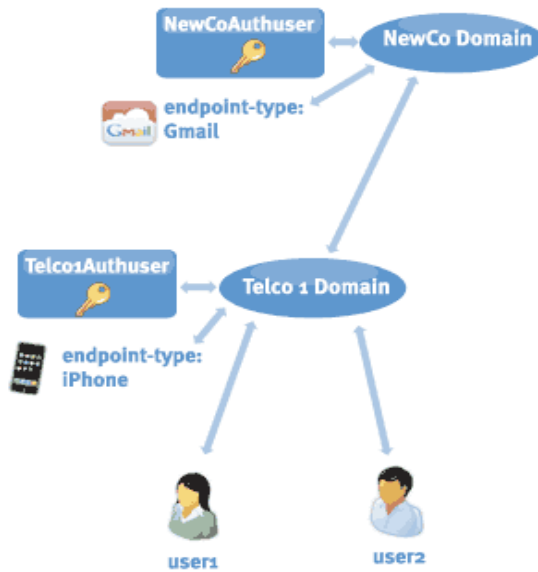 NewCoAuthuser
NewCo Domain
endpoint-type:
Gmail
Gmail
Telco1Authuser
Telco 1 Domain
endpoint-type:
iPhone
user1
user2